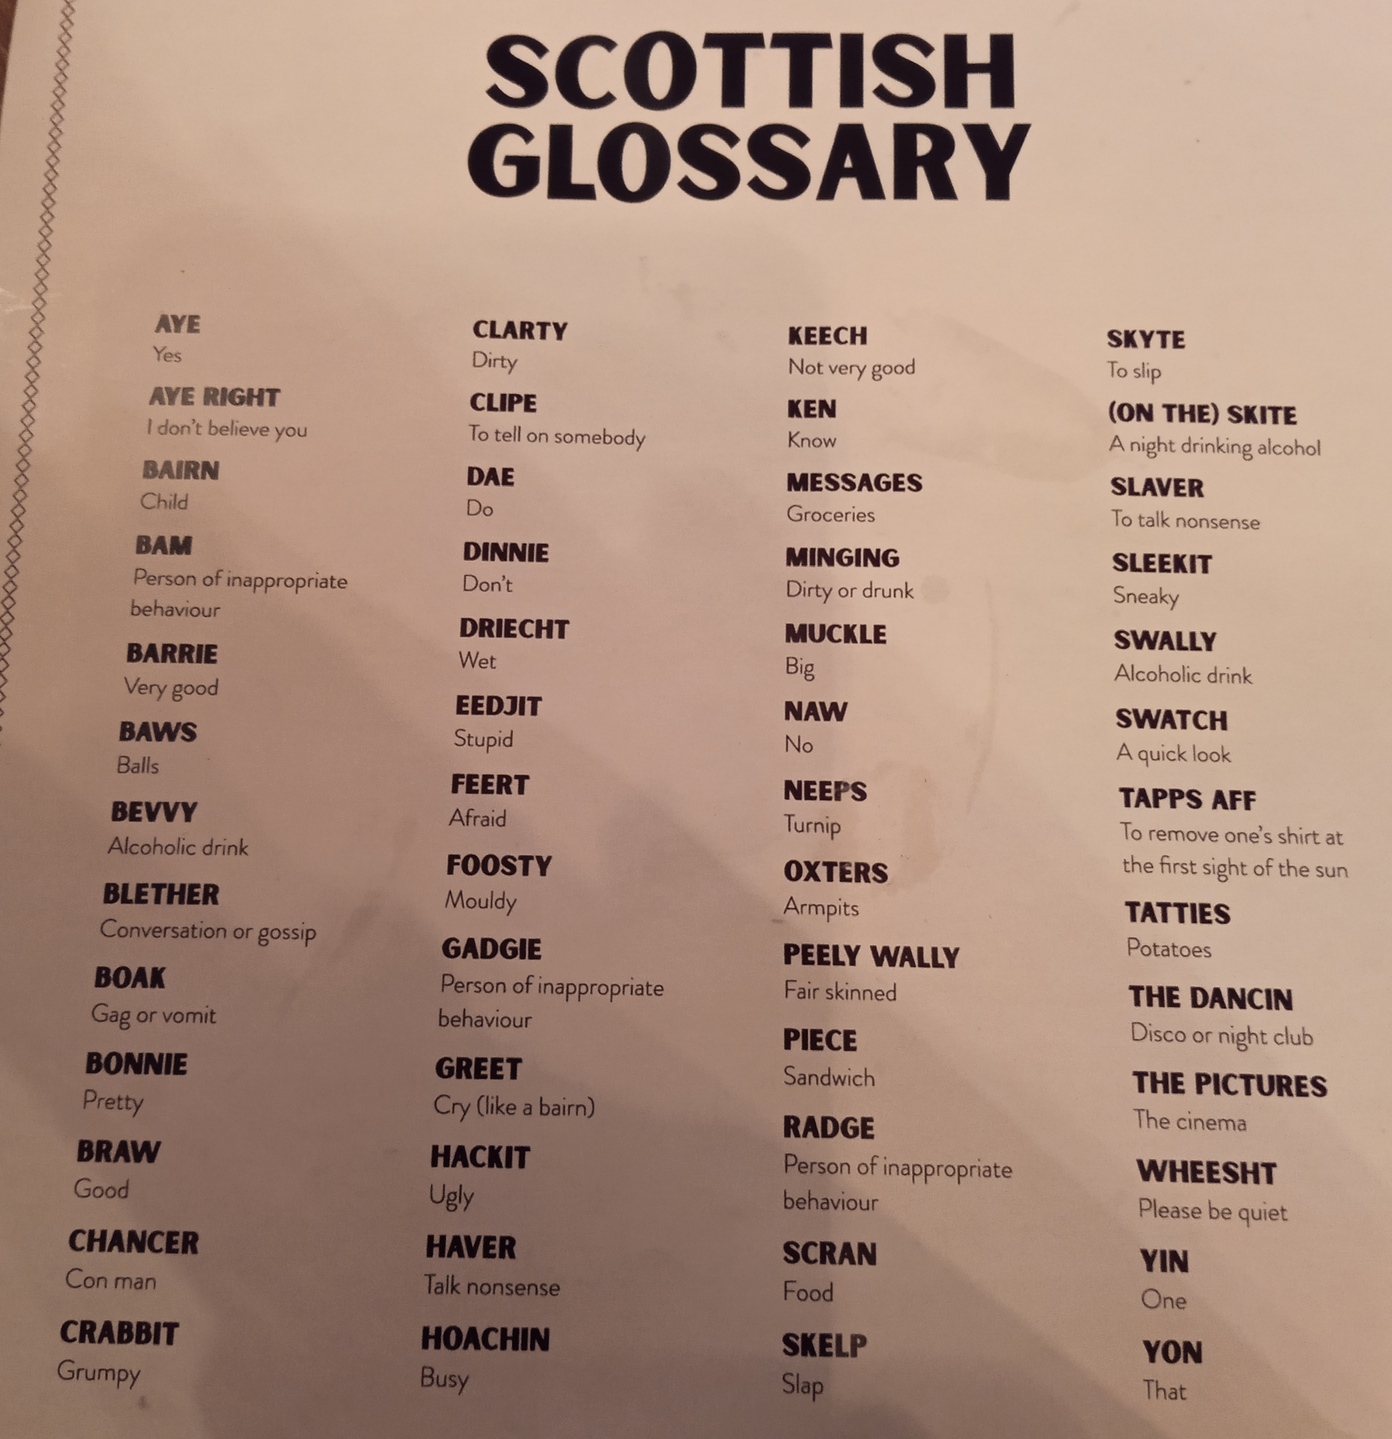 SCOTTISH
GLOSSARY
AYE
Yes
AYE RIGHT
I don't believe you
BAIRN
Child
BAM
Person of inappropriate
behaviour
BARRIE
Very good
BAWS
Balls
BEVVY
Alcoholic drink
BLETHER
Conversation or gossip
BOAK
Gag or vomit
BONNIE
Pretty
BRAW
Good
CHANCER
Con man
CRABBIT
Grumpy
CLARTY
Dirty
CLIPE
To tell on somebody
DAE
Do
DINNIE
Don't
DRIECHT
Wet
EEDJIT
Stupid
FEERT
Afraid
FOOSTY
Mouldy
GADGIE
Person of inappropriate
behaviour
GREET
Cry (like a bairn)
HACKIT
Ugly
HAVER
Talk nonsense
HOACHIN
Busy
KEECH
Not very good
KEN
Know
MESSAGES
Groceries
MINGING
Dirty or drunk
MUCKLE
Big
NAW
No
NEEPS
Turnip
OXTERS
Armpits
PEELY WALLY
Fair skinned
PIECE
Sandwich
RADGE
Person of inappropriate
behaviour
SCRAN
Food
SKELP
Slap
SKYTE
To slip
(ON THE) SKITE
A night drinking alcohol
SLAVER
To talk nonsense
SLEEKIT
Sneaky
SWALLY
Alcoholic drink
SWATCH
A quick look
TAPPS AFF
To remove one's shirt at
the first sight of the sun
TATTIES
Potatoes
THE DANCIN
Disco or night club
THE PICTURES
The cinema
WHEESHT
Please be quiet
YIN
One
YON
That